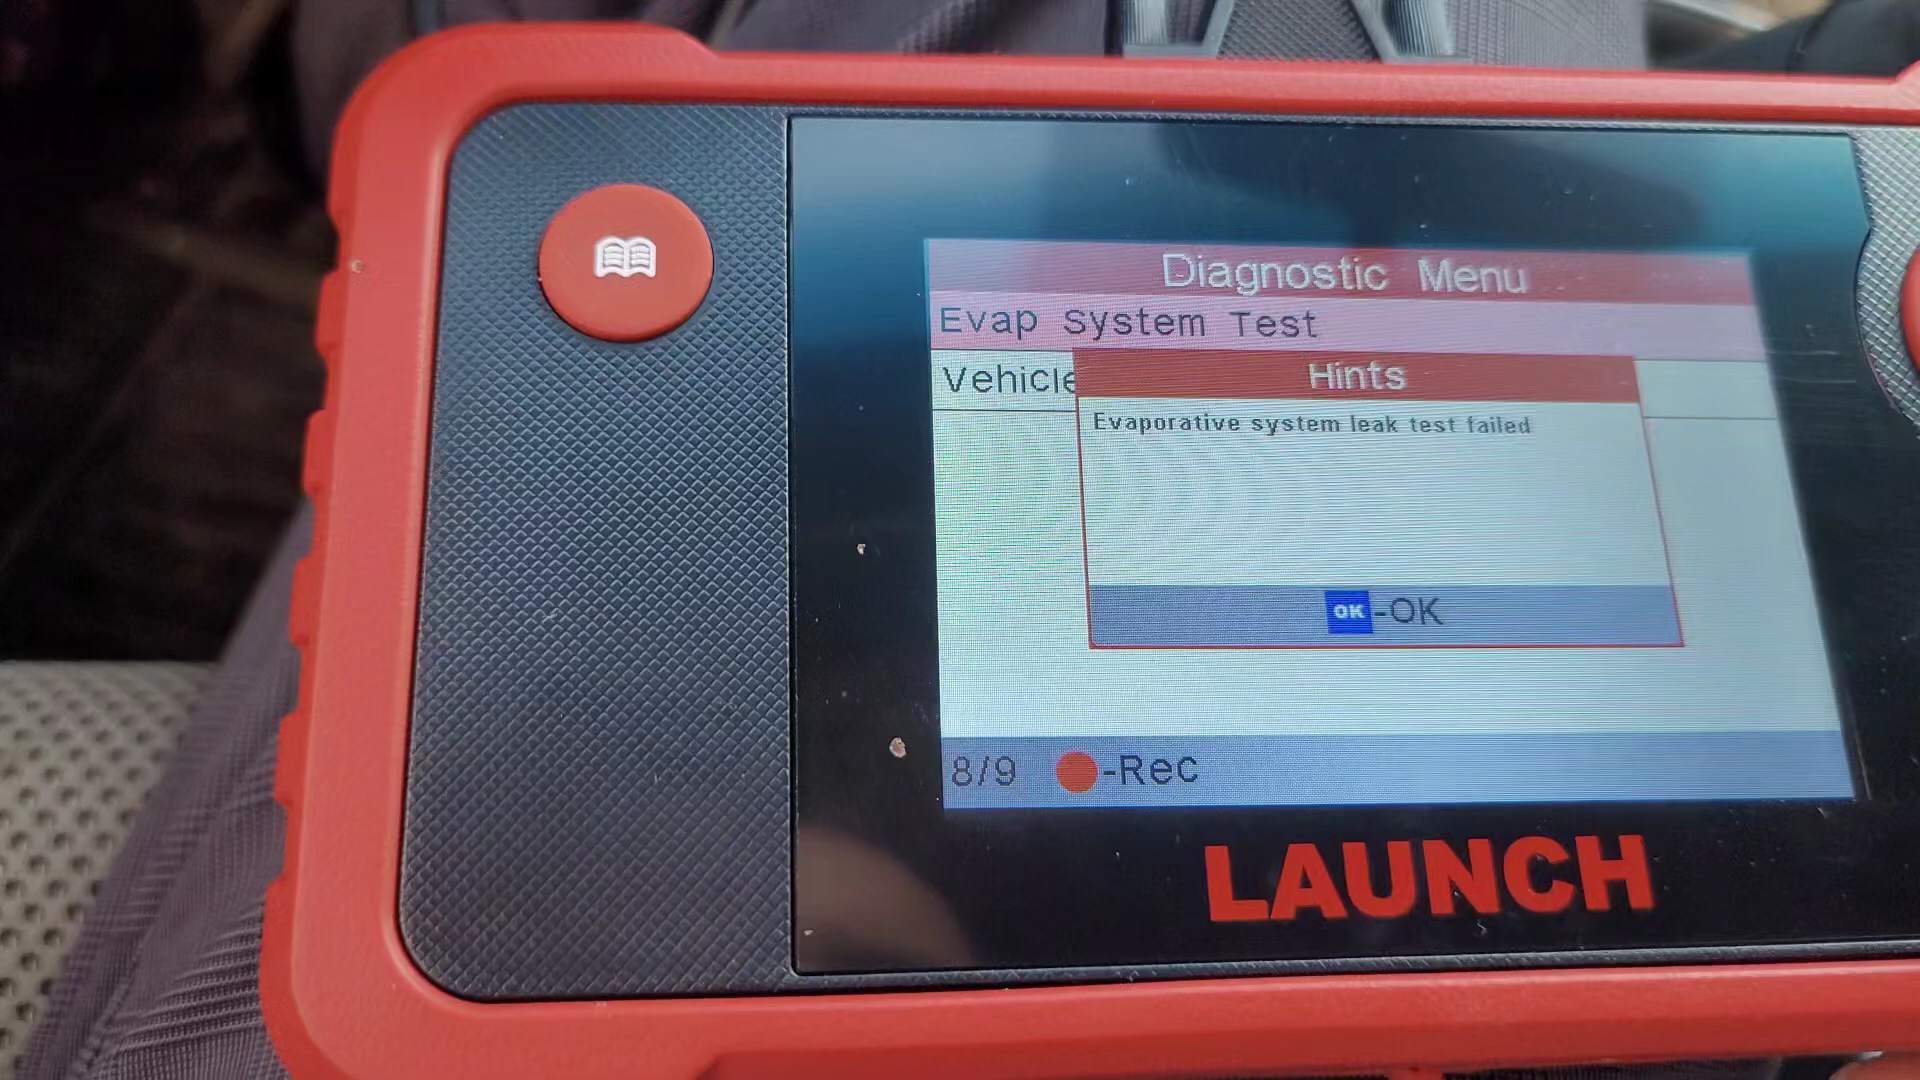 Diagnostic Menu
Evap System Test
Vehicle
Hints
Evaporative system leak test failed
OK-OK
8/9 -Rec
LAUNCH